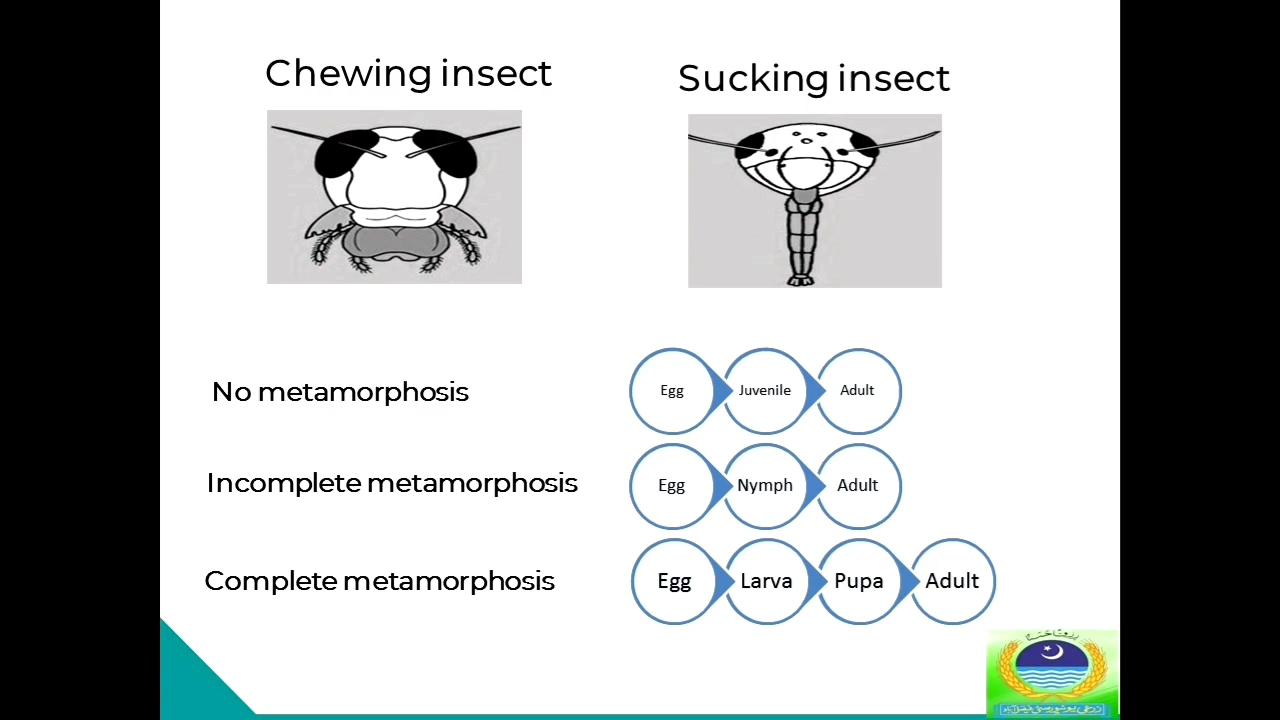 Chewing insect
Sucking insect
No metamorphosis
Egg
Juvenile
Adult
Incomplete metamorphosis
Egg
Nymph
Adult
Complete metamorphosis
Egg
Larva
Pupa
Adult